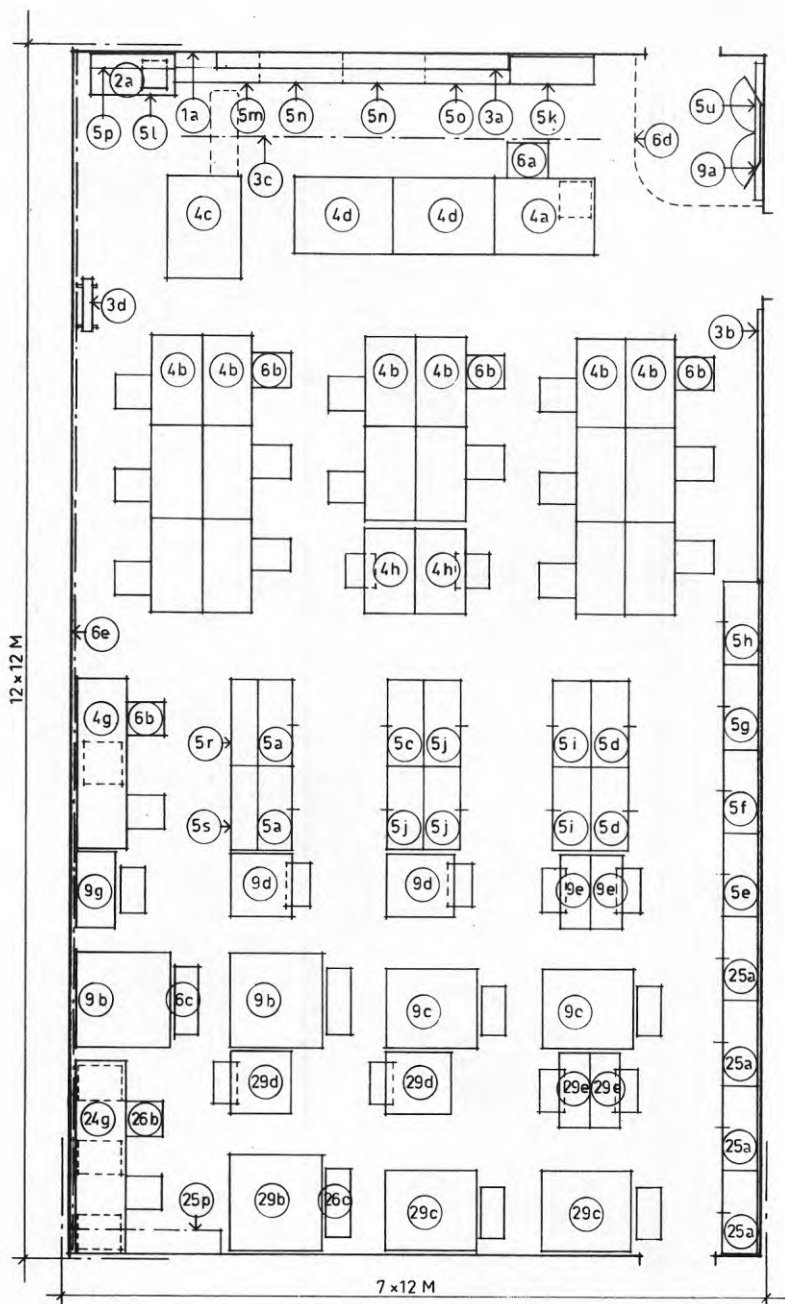 2a
5p 5l 1a 5m 5n 5n 5o 3a 5k 5u
6d
3c 6a 9a
4c 4d 4d 4a
3d 3b
4b 4b 6b 4b 4b 6b 4b 4b 6b
4h 4h
6e 5h
12 x 12 M
4g 6b 5g
5r 5a 5c 5j 5i 5d
5f
5s 5a 5j 5j 5i 5d
9g 9d 9d 9e 9e 5e
25a
9b 6c 9b 9c 9c
25a
29d 29d 29e 29e
24g 26b
25a
25p 29b 26c 29c 29c
25a
7 x 12 M